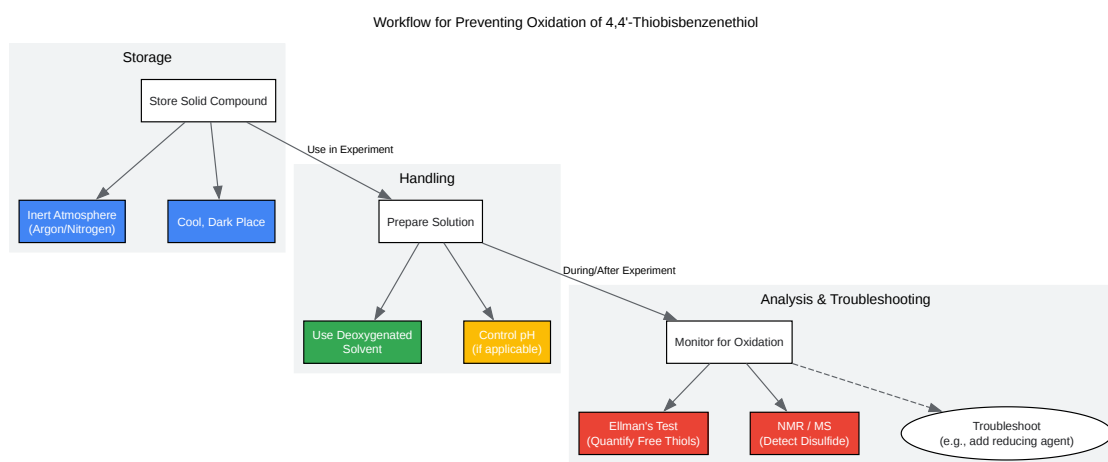 Workflow for Preventing Oxidation of 4,4'-Thiobisbenzenethiol
Storage
Store Solid Compound
Inert Atmosphere
(Argon/Nitrogen)
Cool, Dark Place
Use in Experiment
Handling
Prepare Solution
Use Deoxygenated
Solvent
Control pH
(if applicable)
During/After Experiment
Analysis & Troubleshooting
Monitor for Oxidation
Ellman's Test
(Quantify Free Thiols)
NMR / MS
(Detect Disulfide)
Troubleshoot
(e.g., add reducing agent)